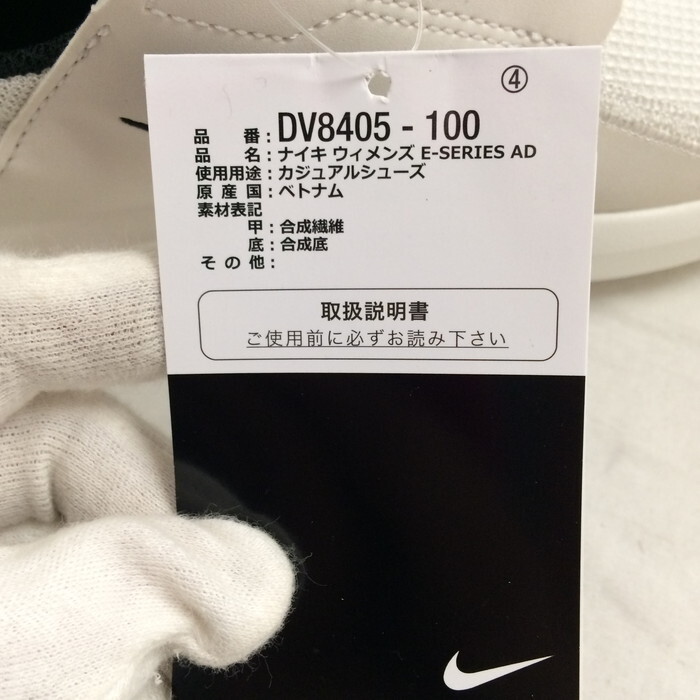 ④
品番：DV8405 - 100
品名：ナイキ ウィメンズ E-SERIES AD
使用用途：カジュアルシューズ
原産国：ベトナム
素材表記
甲：合成繊維
底：合成底
その他：
取扱説明書
ご使用前に必ずお読み下さい